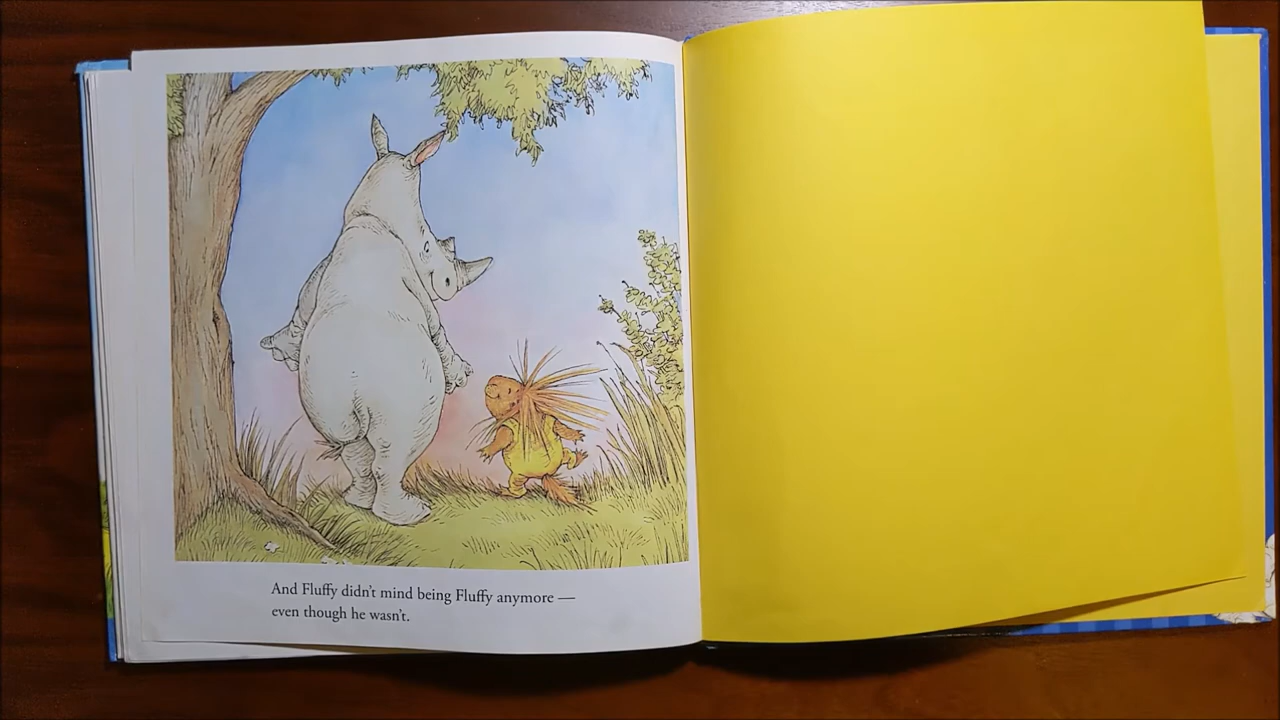 And Fluffy didn't mind being Fluffy anymore —
even though he wasn't.